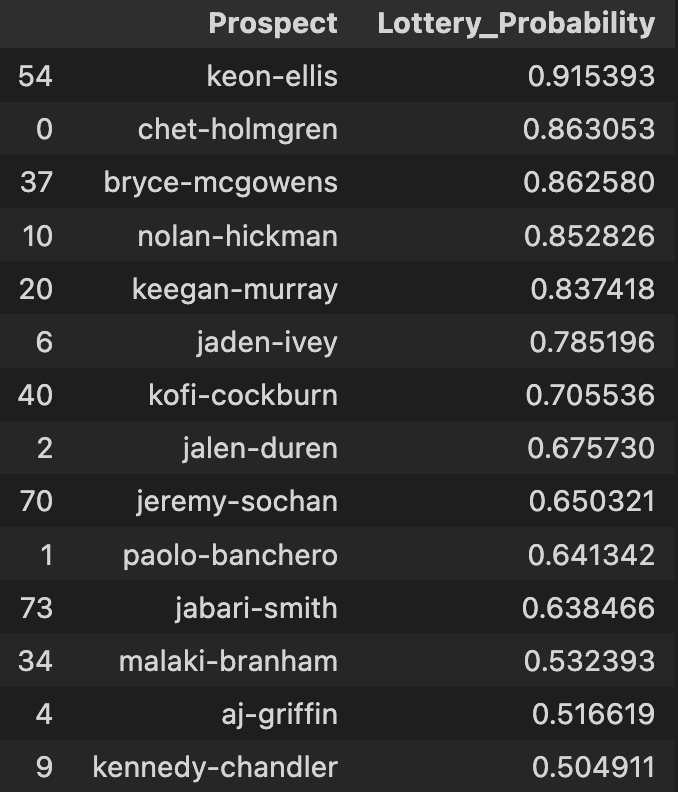 Prospect Lottery_Probability
54 keon-ellis 0.915393
0 chet-holmgren 0.863053
37 bryce-mcgowens 0.862580
10 nolan-hickman 0.852826
20 keegan-murray 0.837418
6 jaden-ivey 0.785196
40 kofi-cockburn 0.705536
2 jalen-duren 0.675730
70 jeremy-sochan 0.650321
1 paolo-banchero 0.641342
73 jabari-smith 0.638466
34 malaki-branham 0.532393
4 aj-griffin 0.516619
9 kennedy-chandler 0.504911